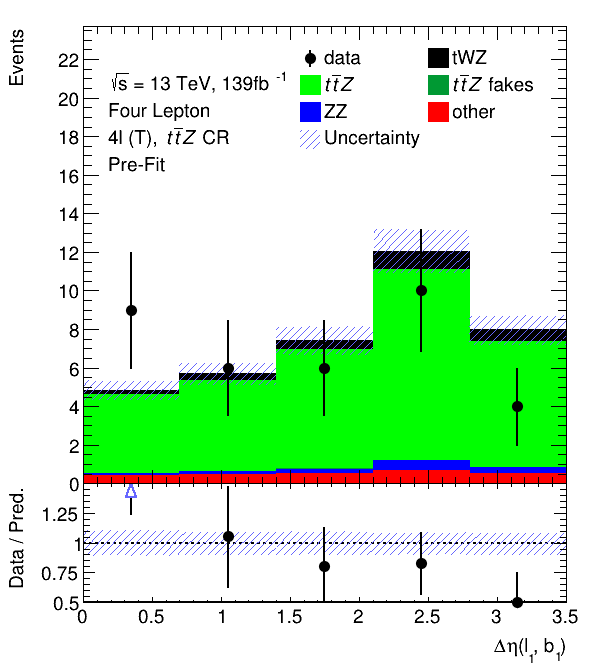 Events
22
20
18
16
14
12
10
8
6
4
2
0
√s = 13 TeV, 139fb⁻¹
Four Lepton
4l (T), tt̄Z CR
Pre-Fit
data
tt̄Z
ZZ
Uncertainty
tWZ
tt̄Z fakes
other
Data / Pred.
1.25
1
0.75
0.5
0 0.5 1 1.5 2 2.5 3 3.5
Δη(l₁, b₁)